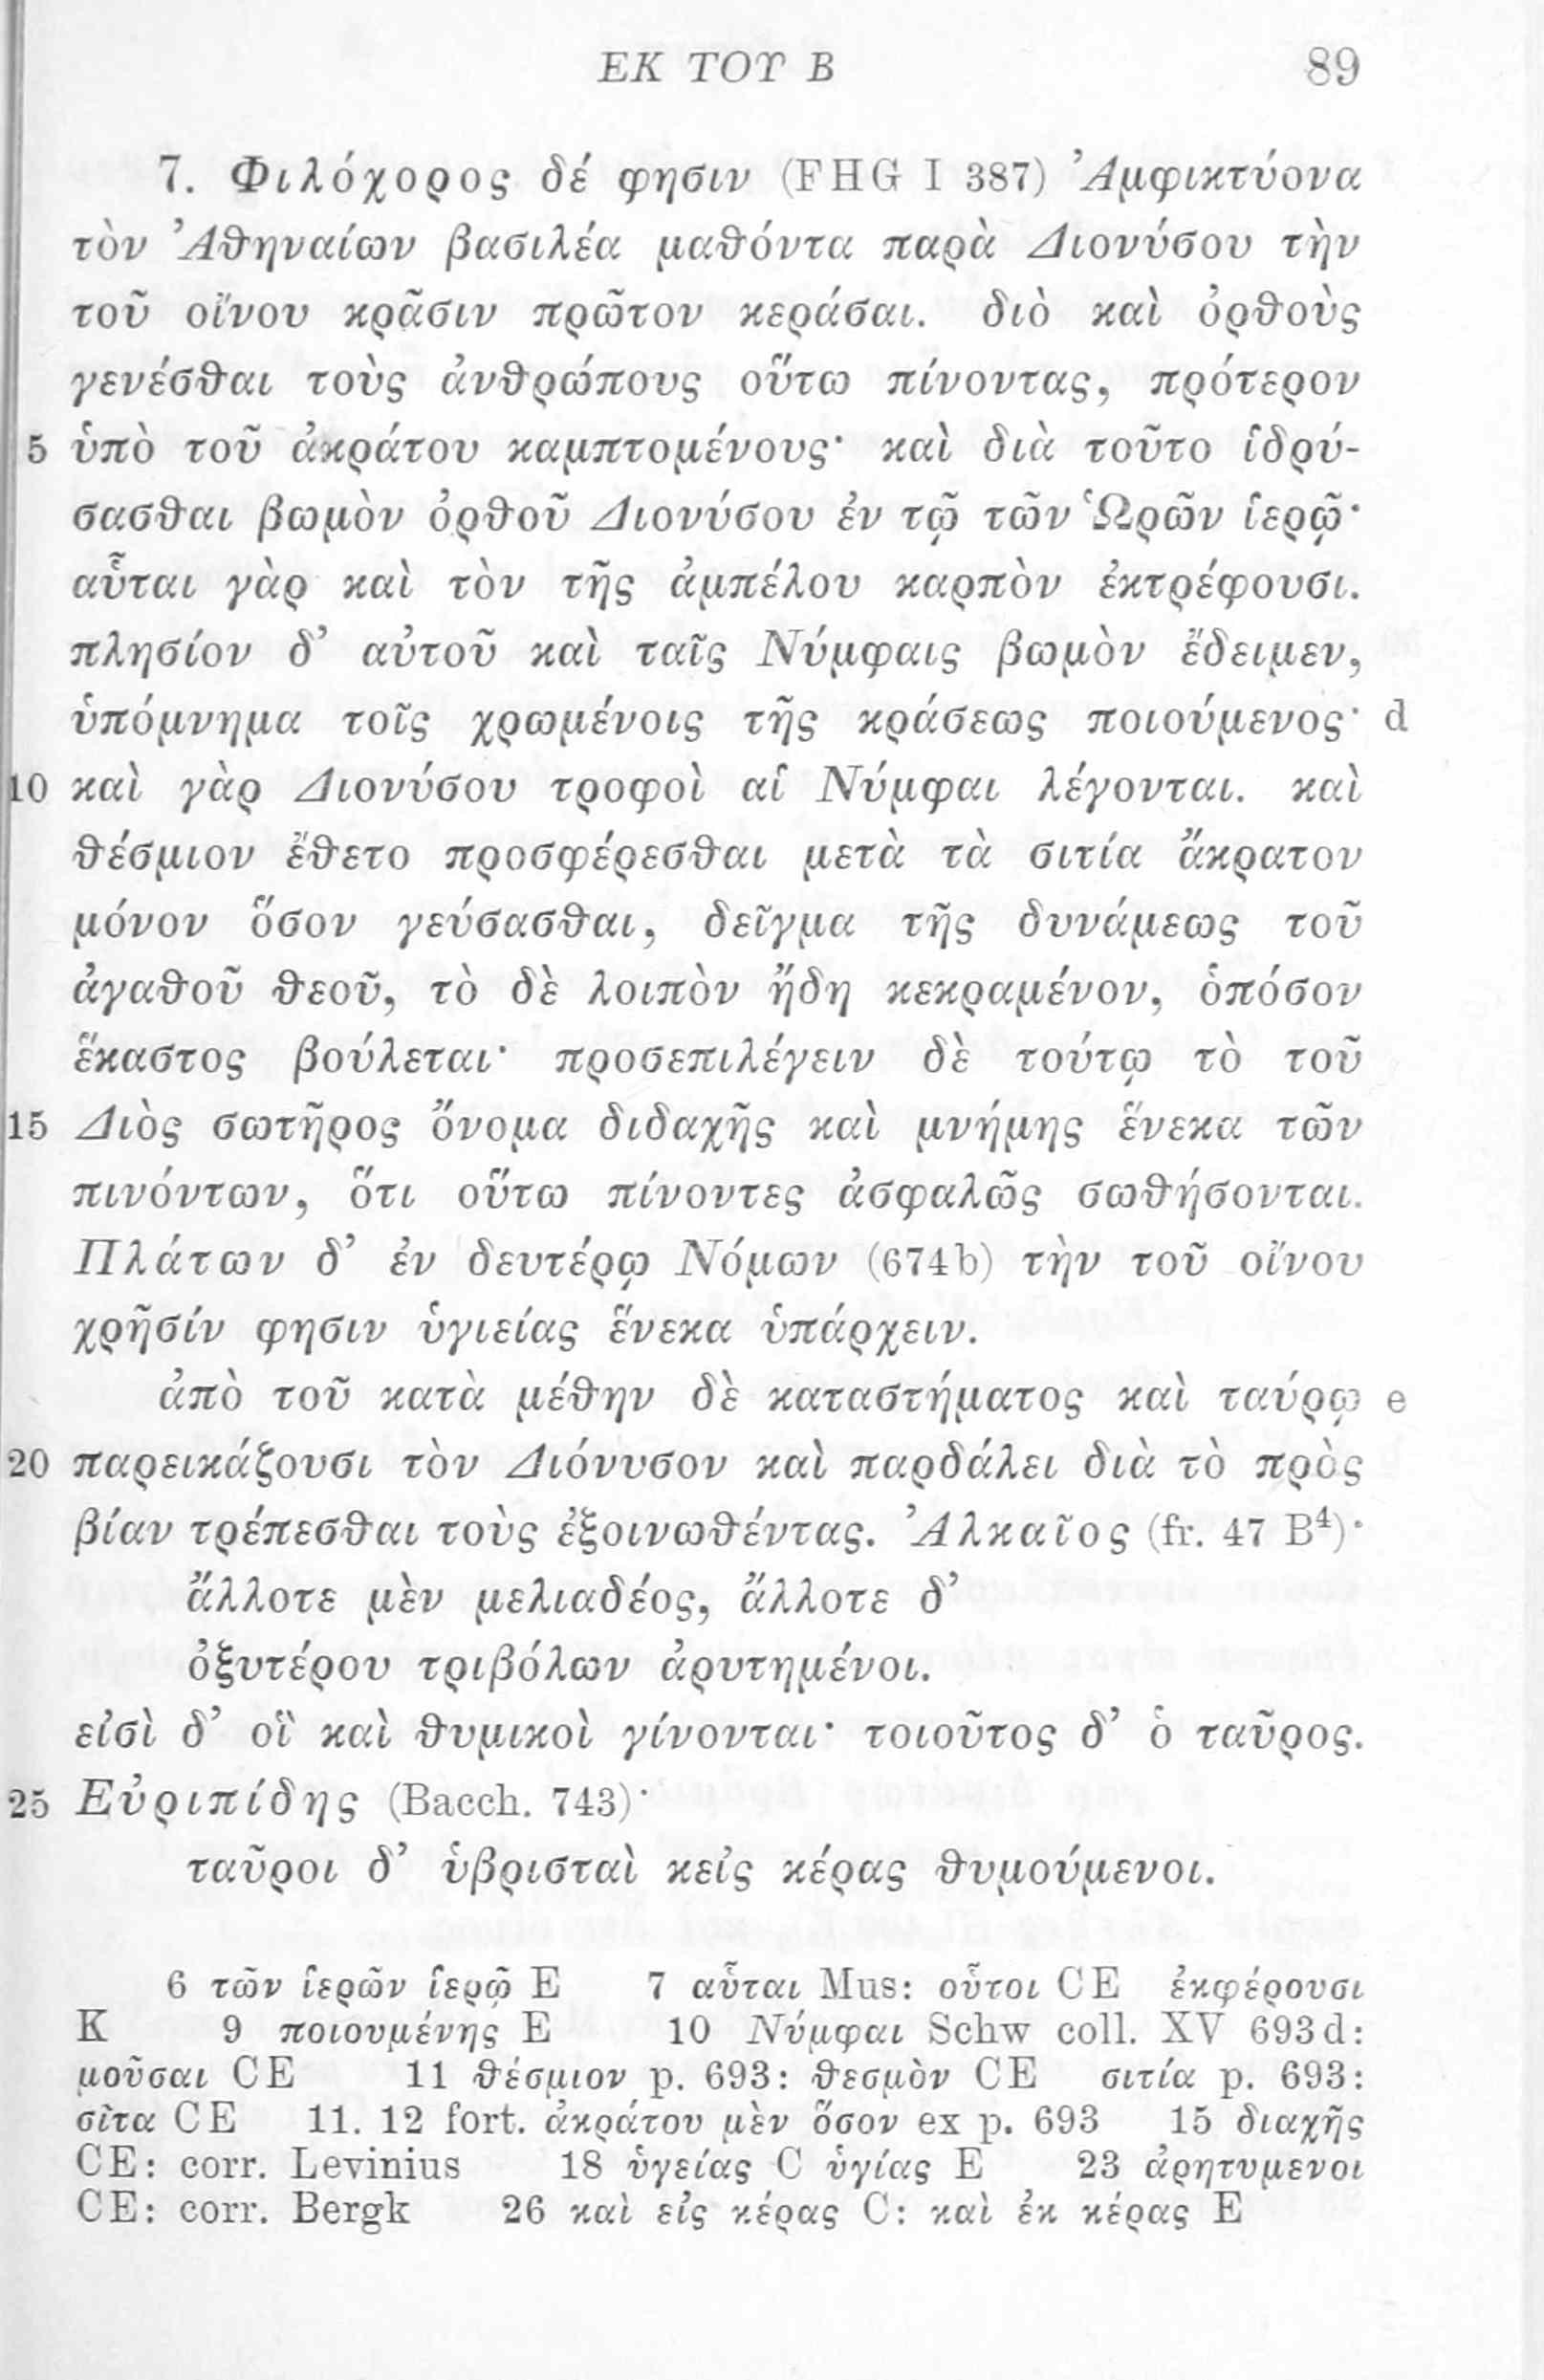 ΕΚ ΤΟΥ Β 89
7. Φιλόχορος δέ φησιν (FHG I 387) Ἀμφικτύονα
τὸν Ἀθηναίων βασιλέα μαθόντα παρὰ Διονύσου τὴν
τοῦ οἴνου κρᾶσιν πρῶτον κεράσαι. διὸ καὶ ὀρθοὺς
γενέσθαι τοὺς ἀνθρώπους οὕτω πίνοντας, πρότερον
5 ὑπὸ τοῦ ἀκράτου καμπτομένους· καὶ διὰ τοῦτο ἱδρύ-
σασθαι βωμὸν ὀρθοῦ Διονύσου ἐν τῷ τῶν Ὡρῶν ἱερῷ·
αὗται γὰρ καὶ τὸν τῆς ἀμπέλου καρπὸν ἐκτρέφουσι.
πλησίον δ’ αὐτοῦ καὶ ταῖς Νύμφαις βωμὸν ἔδειμεν,
ὑπόμνημα τοῖς χρωμένοις τῆς κράσεως ποιούμενος· d
10 καὶ γὰρ Διονύσου τροφοὶ αἱ Νύμφαι λέγονται. καὶ
θέσμιον ἔθετο προσφέρεσθαι μετὰ τὰ σιτία ἄκρατον
μόνον ὅσον γεύσασθαι, δεῖγμα τῆς δυνάμεως τοῦ
ἀγαθοῦ θεοῦ, τὸ δὲ λοιπὸν ἤδη κεκραμένον, ὁπόσον
ἕκαστος βούλεται· προσεπιλέγειν δὲ τούτῳ τὸ τοῦ
15 Διὸς σωτῆρος ὄνομα διδαχῆς καὶ μνήμης ἕνεκα τῶν
πινόντων, ὅτι οὕτω πίνοντες ἀσφαλῶς σωθήσονται.
Πλάτων δ’ ἐν δευτέρῳ Νόμων (674b) τὴν τοῦ οἴνου
χρῆσίν φησιν ὑγιείας ἕνεκα ὑπάρχειν.
ἀπὸ τοῦ κατὰ μέθην δὲ καταστήματος καὶ ταύρῳ e
20 παρεικάζουσι τὸν Διόνυσον καὶ παρδάλει διὰ τὸ πρὸς
βίαν τρέπεσθαι τοὺς ἐξοινωθέντας. Ἀλκαῖος (fr. 47 B⁴)·
ἄλλοτε μὲν μελιαδέος, ἄλλοτε δ’
ὀξυτέρου τριβόλων ἀρυτημένοι.
εἰσὶ δ’ οἳ καὶ θυμικοὶ γίνονται· τοιοῦτος δ’ ὁ ταῦρος.
25 Εὐριπίδης (Bacch. 743)·
ταῦροι δ’ ὑβρισταὶ κεἰς κέρας θυμούμενοι.
6 τῶν ἱερῶν ἱερῷ E 7 αὗται Mus: οὗτοι CE ἐκφέρουσι
K 9 ποιουμένης E 10 Νύμφαι Schw coll. XV 693d:
μοῦσαι CE 11 θέσμιον p. 693: θεσμὸν CE σιτία p. 693:
σῖτα CE 11. 12 fort. ἀκράτου μὲν ὅσον ex p. 693 15 διαχῆς
CE: corr. Levinius 18 ὑγείας C ὑγίας E 23 ἀρητυμενοι
CE: corr. Bergk 26 καὶ εἰς κέρας C: καὶ ἐκ κέρας E